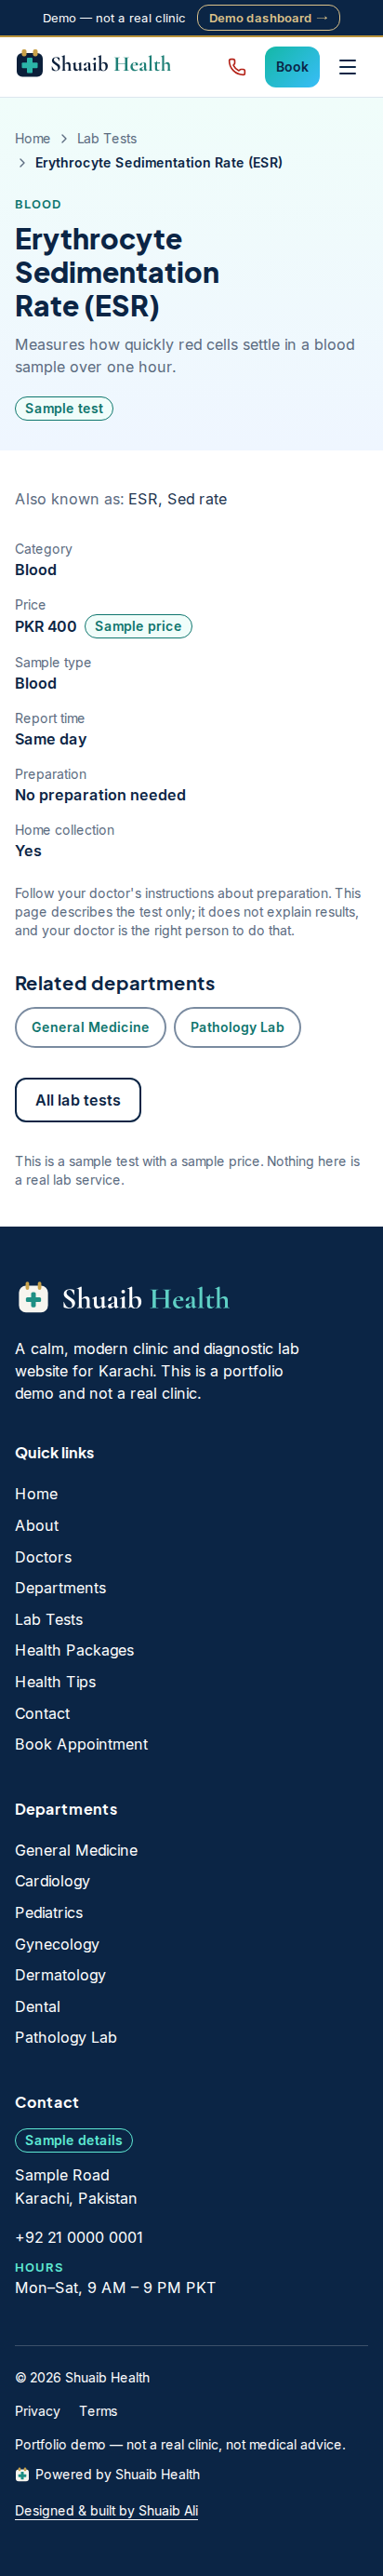 Demo — not a real clinic Demo dashboard →
Shuaib Health Book
Home > Lab Tests
> Erythrocyte Sedimentation Rate (ESR)
BLOOD
Erythrocyte
Sedimentation
Rate (ESR)
Measures how quickly red cells settle in a blood
sample over one hour.
Sample test
Also known as: ESR, Sed rate
Category
Blood
Price
PKR 400 Sample price
Sample type
Blood
Report time
Same day
Preparation
No preparation needed
Home collection
Yes
Follow your doctor's instructions about preparation. This
page describes the test only; it does not explain results,
and your doctor is the right person to do that.
Related departments
General Medicine Pathology Lab
All lab tests
This is a sample test with a sample price. Nothing here is
a real lab service.
Shuaib Health
A calm, modern clinic and diagnostic lab
website for Karachi. This is a portfolio
demo and not a real clinic.
Quick links
Home
About
Doctors
Departments
Lab Tests
Health Packages
Health Tips
Contact
Book Appointment
Departments
General Medicine
Cardiology
Pediatrics
Gynecology
Dermatology
Dental
Pathology Lab
Contact
Sample details
Sample Road
Karachi, Pakistan
+92 21 0000 0001
HOURS
Mon–Sat, 9 AM – 9 PM PKT
© 2026 Shuaib Health
Privacy Terms
Portfolio demo — not a real clinic, not medical advice.
Powered by Shuaib Health
Designed & built by Shuaib Ali